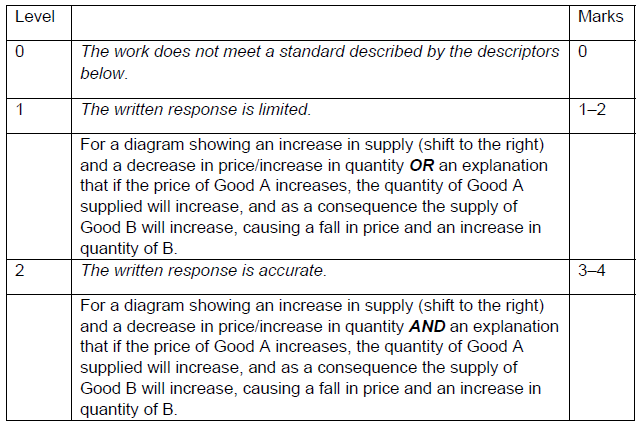 Level Marks
0 The work does not meet a standard described by the descriptors 0
below.
1 The written response is limited. 1–2
For a diagram showing an increase in supply (shift to the right)
and a decrease in price/increase in quantity OR an explanation
that if the price of Good A increases, the quantity of Good A
supplied will increase, and as a consequence the supply of
Good B will increase, causing a fall in price and an increase in
quantity of B.
2 The written response is accurate. 3–4
For a diagram showing an increase in supply (shift to the right)
and a decrease in price/increase in quantity AND an explanation
that if the price of Good A increases, the quantity of Good A
supplied will increase, and as a consequence the supply of
Good B will increase, causing a fall in price and an increase in
quantity of B.